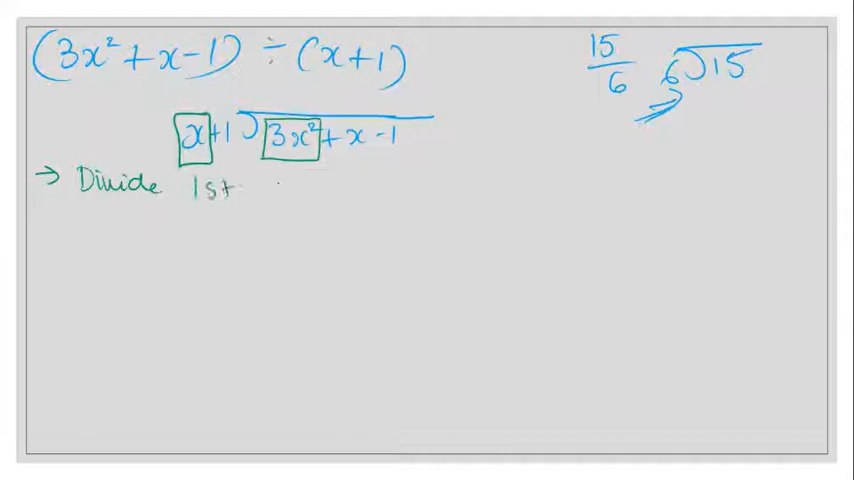 (3x²+x-1) ÷ (x+1)
15
6
6)15
x+1)3x²+x-1
→ Divide 1st